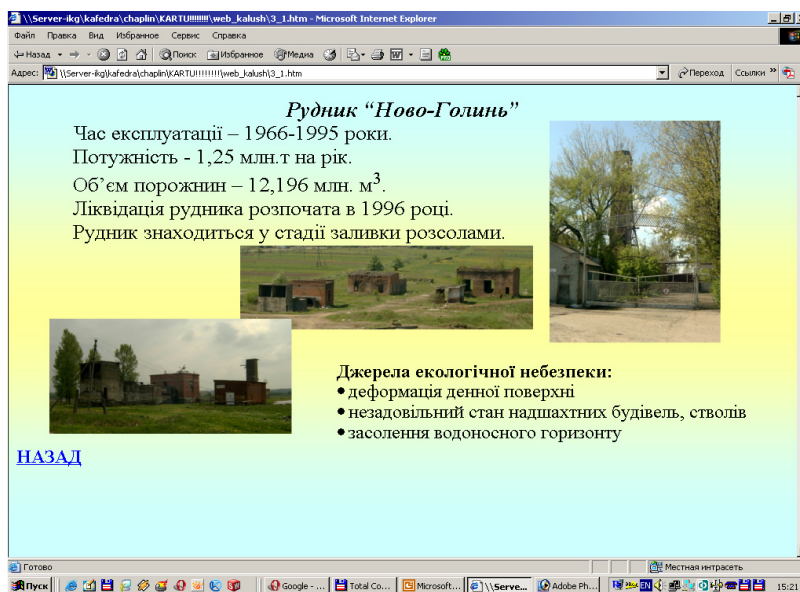 \\Server-ikg\kafedra\chaplin\KARTU!!!!!!!!\web_kalush\3_1.htm - Microsoft Internet Explorer
Файл Правка Вид Избранное Сервис Справка
Назад Поиск Избранное Медиа
Адрес: \\Server-ikg\kafedra\chaplin\KARTU!!!!!!!!\web_kalush\3_1.htm Переход Ссылки »
Рудник “Ново-Голинь”
Час експлуатації – 1966-1995 роки.
Потужність - 1,25 млн.т на рік.
Об’єм порожнин – 12,196 млн. м³.
Ліквідація рудника розпочата в 1996 році.
Рудник знаходиться у стадії заливки розсолами.
Джерела екологічної небезпеки:
• деформація денної поверхні
• незадовільний стан надшахтних будівель, стволів
• засолення водоносного горизонту
НАЗАД
Готово Местная интрасеть
Пуск Google - ... Total Co... Microsoft... \\Serve... Adobe Ph... EN 15:21